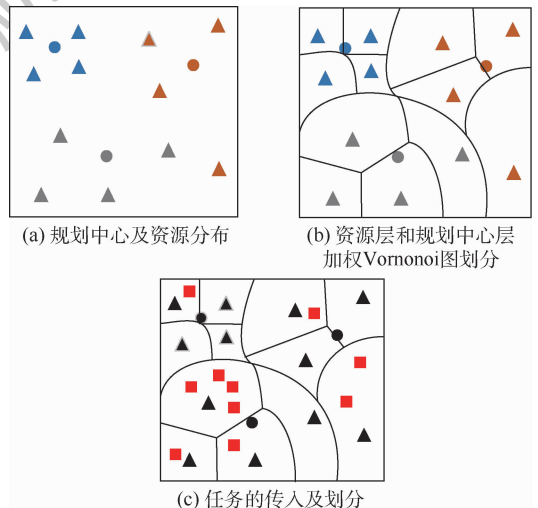 (a) 规划中心及资源分布
(b) 资源层和规划中心层
加权Vornonoi图划分
(c) 任务的传入及划分